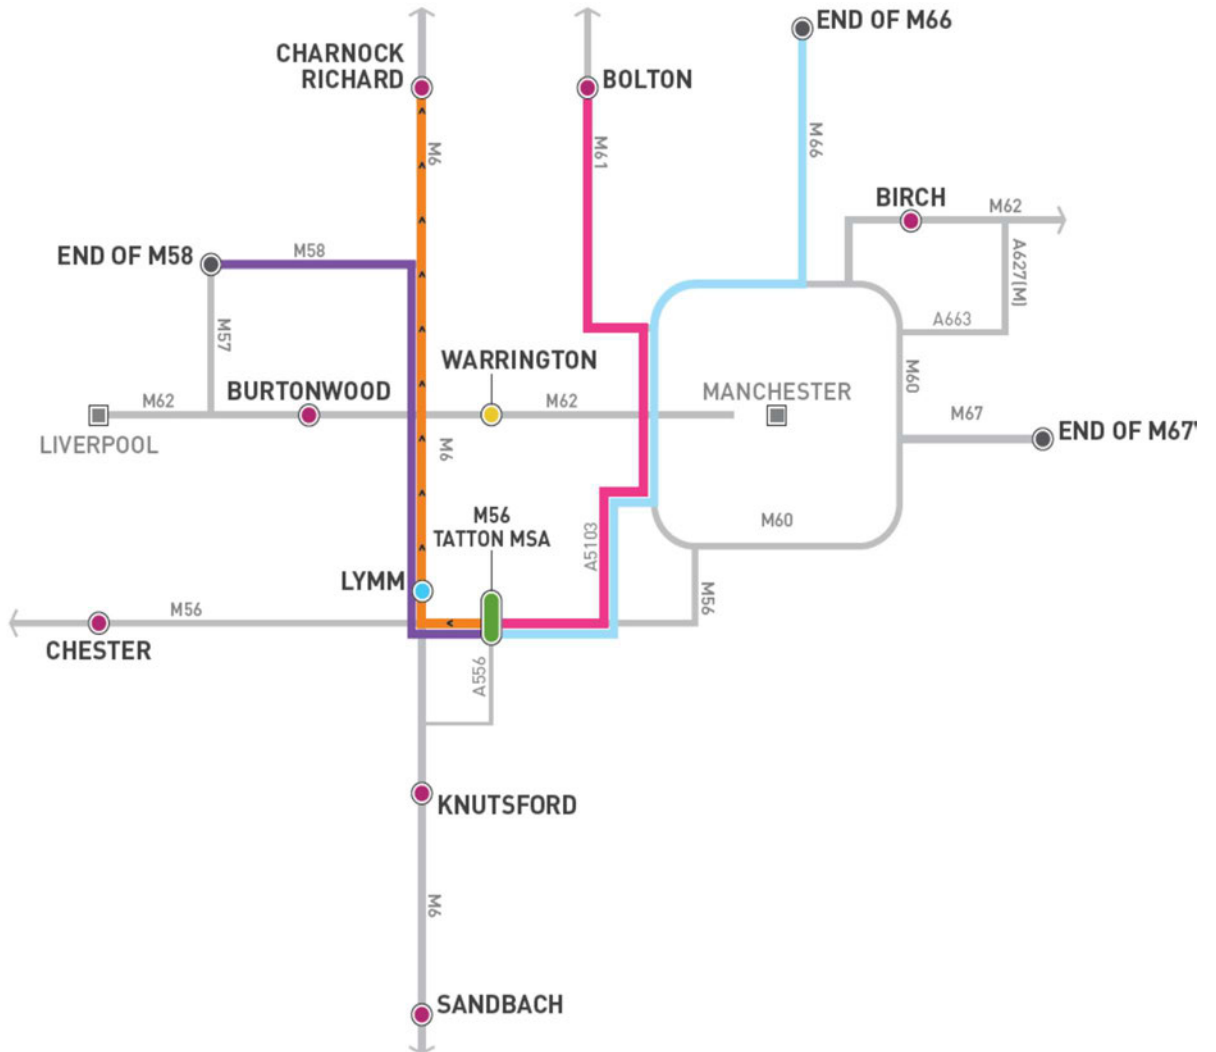 END OF M66
CHARNOCK
RICHARD
BOLTON
M6
M61
M66
BIRCH
M62
A627(M)
END OF M58
M58
M57
A663
WARRINGTON
BURTONWOOD
M62
M62
MANCHESTER
M60
M67
END OF M67
LIVERPOOL
M6
M56
TATTON MSA
A5103
M60
LYMM
M56
M56
CHESTER
A556
KNUTSFORD
M6
SANDBACH